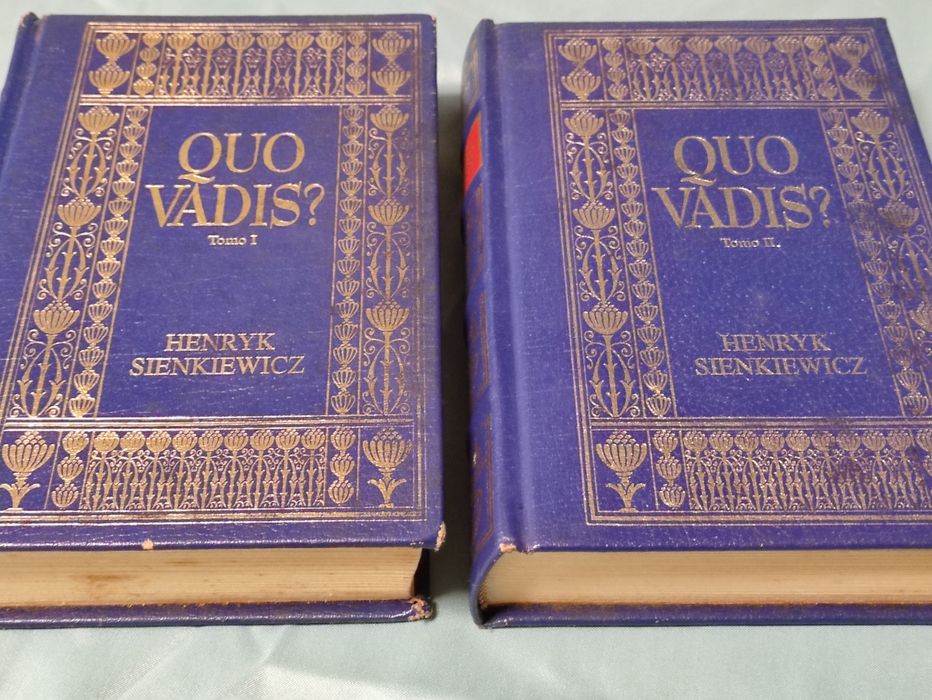 QUO
VADIS?
Tomo I
HENRYK
SIENKIEWICZ
QUO
VADIS?
Tomo II.
HENRYK
SIENKIEWICZ